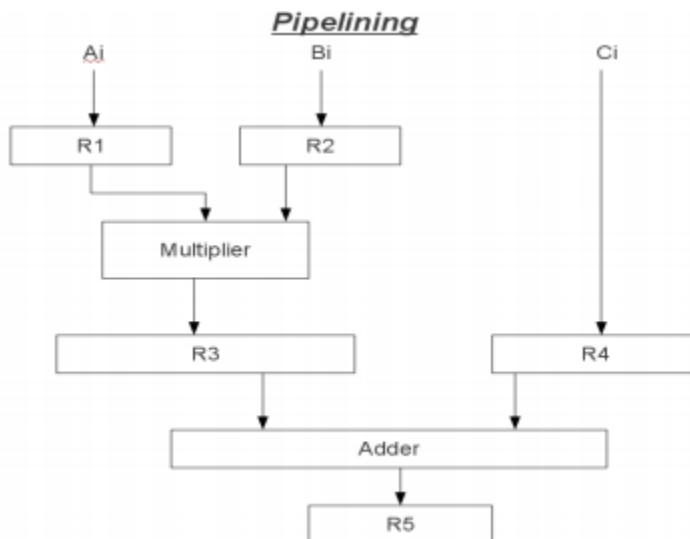 Pipelining
Ai Bi Ci
R1 R2
Multiplier
R3 R4
Adder
R5